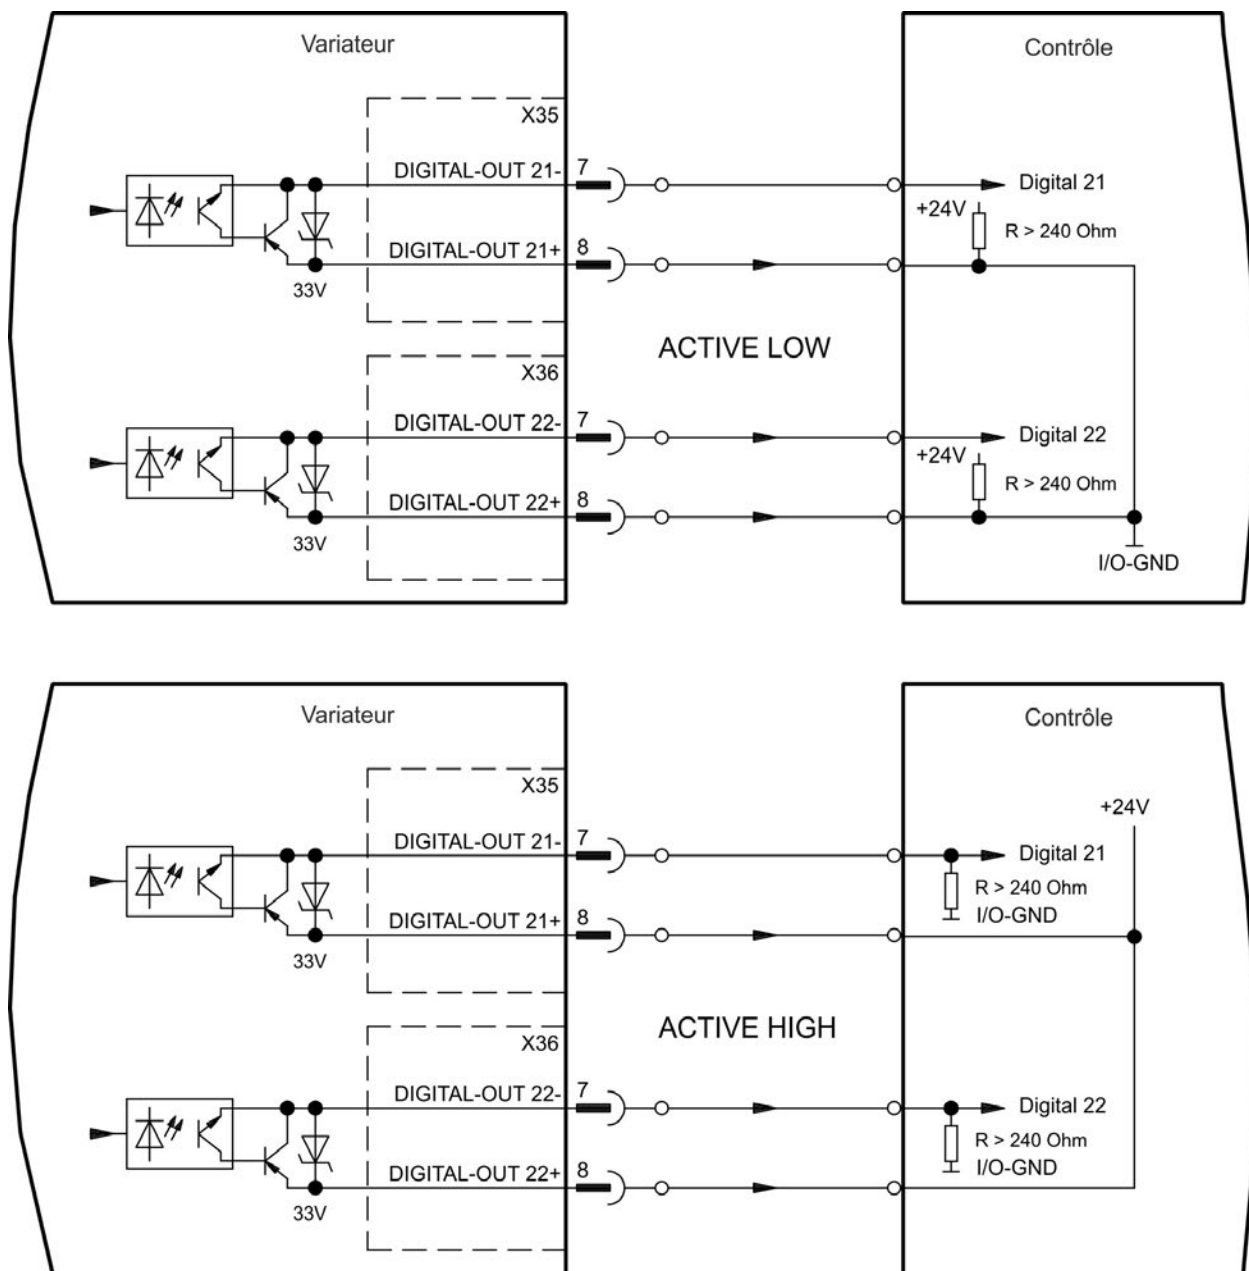 Variateur
Contrôle
X35
DIGITAL-OUT 21-
7
Digital 21
+24V
R > 240 Ohm
DIGITAL-OUT 21+
8
33V
ACTIVE LOW
X36
DIGITAL-OUT 22-
7
Digital 22
+24V
R > 240 Ohm
DIGITAL-OUT 22+
8
33V
I/O-GND
Variateur
Contrôle
X35
+24V
DIGITAL-OUT 21-
7
Digital 21
R > 240 Ohm
I/O-GND
DIGITAL-OUT 21+
8
33V
ACTIVE HIGH
X36
DIGITAL-OUT 22-
7
Digital 22
R > 240 Ohm
I/O-GND
DIGITAL-OUT 22+
8
33V